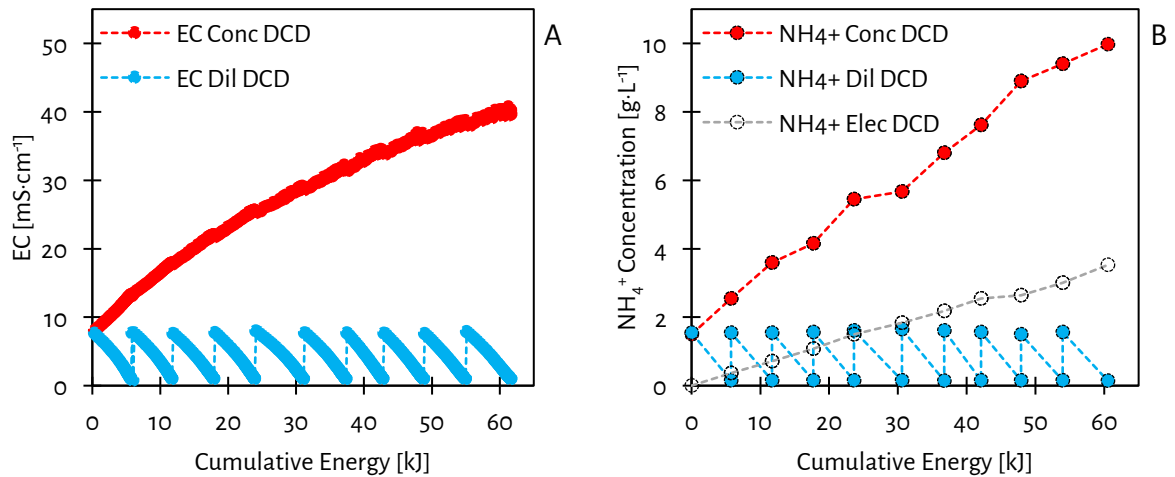 A
EC [mS·cm⁻¹]
50
40
30
20
10
0
EC Conc DCD
EC Dil DCD
0 10 20 30 40 50 60
Cumulative Energy [kJ]
B
NH₄⁺ Concentration [g·L⁻¹]
10
8
6
4
2
0
NH4+ Conc DCD
NH4+ Dil DCD
NH4+ Elec DCD
0 10 20 30 40 50 60
Cumulative Energy [kJ]